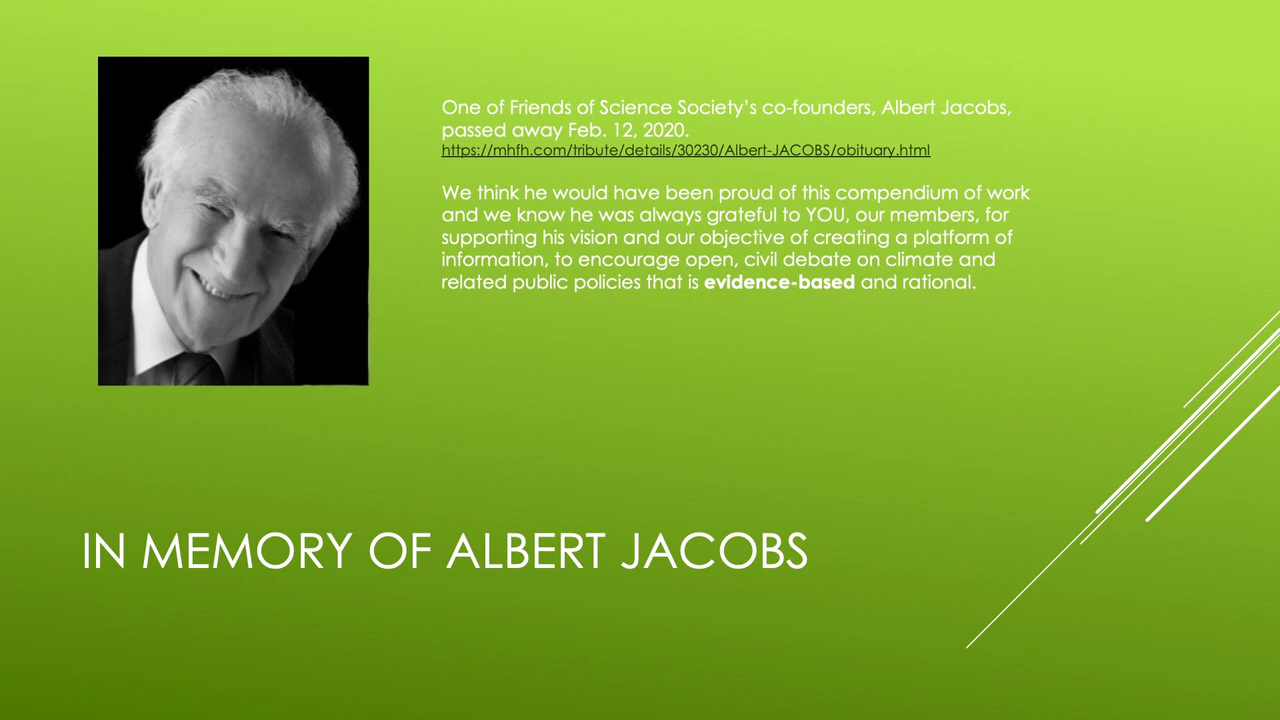 One of Friends of Science Society’s co-founders, Albert Jacobs,
passed away Feb. 12, 2020.
https://mhfh.com/tribute/details/30230/Albert-JACOBS/obituary.html
We think he would have been proud of this compendium of work
and we know he was always grateful to YOU, our members, for
supporting his vision and our objective of creating a platform of
information, to encourage open, civil debate on climate and
related public policies that is evidence-based and rational.
IN MEMORY OF ALBERT JACOBS